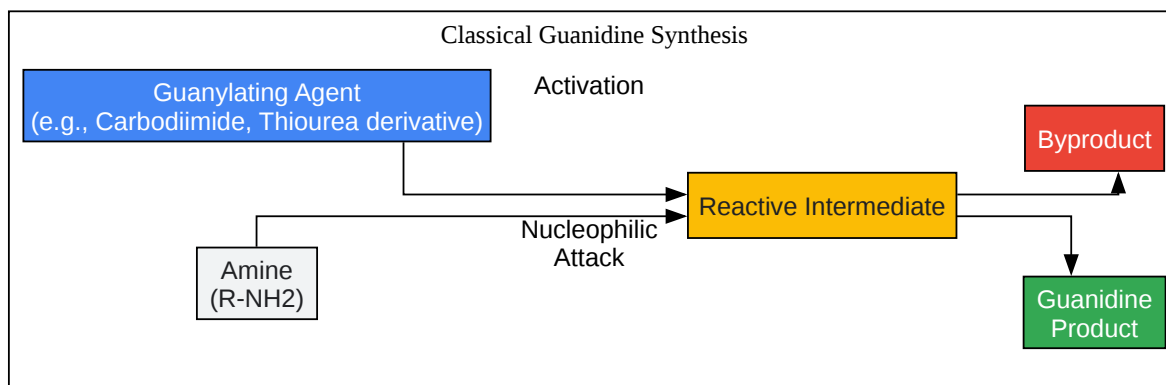 Classical Guanidine Synthesis
Guanylating Agent
(e.g., Carbodiimide, Thiourea derivative)
Activation
Byproduct
Reactive Intermediate
Nucleophilic
Attack
Amine
(R-NH2)
Guanidine
Product